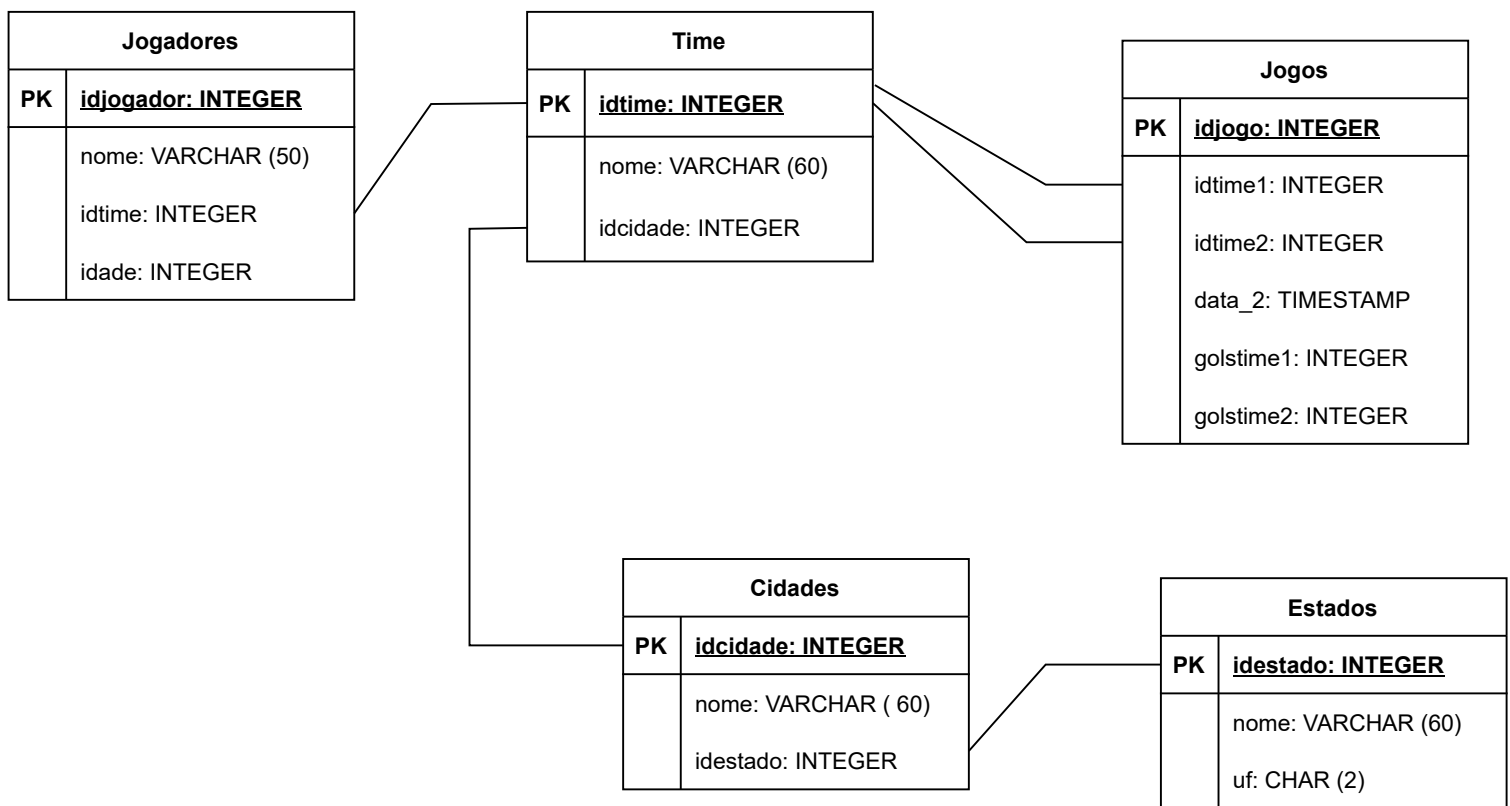 Jogadores
PK idjogador: INTEGER
nome: VARCHAR (50)
idtime: INTEGER
idade: INTEGER
Time
PK idtime: INTEGER
nome: VARCHAR (60)
idcidade: INTEGER
Jogos
PK idjogo: INTEGER
idtime1: INTEGER
idtime2: INTEGER
data_2: TIMESTAMP
golstime1: INTEGER
golstime2: INTEGER
Cidades
PK idcidade: INTEGER
nome: VARCHAR ( 60)
idestado: INTEGER
Estados
PK idestado: INTEGER
nome: VARCHAR (60)
uf: CHAR (2)